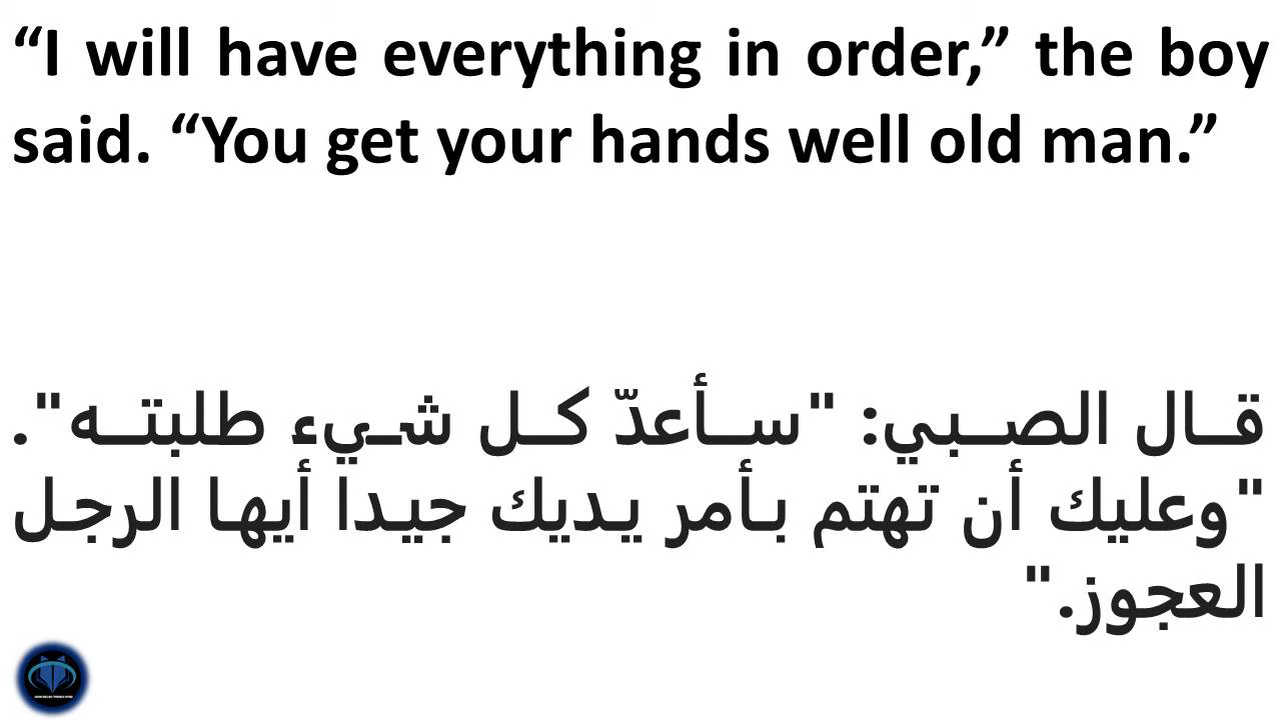 “I will have everything in order,” the boy
said. “You get your hands well old man.”
قال الصبي: "سأعدّ كل شيء طلبته".
"وعليك أن تهتم بأمر يديك جيدا أيها الرجل
العجوز."